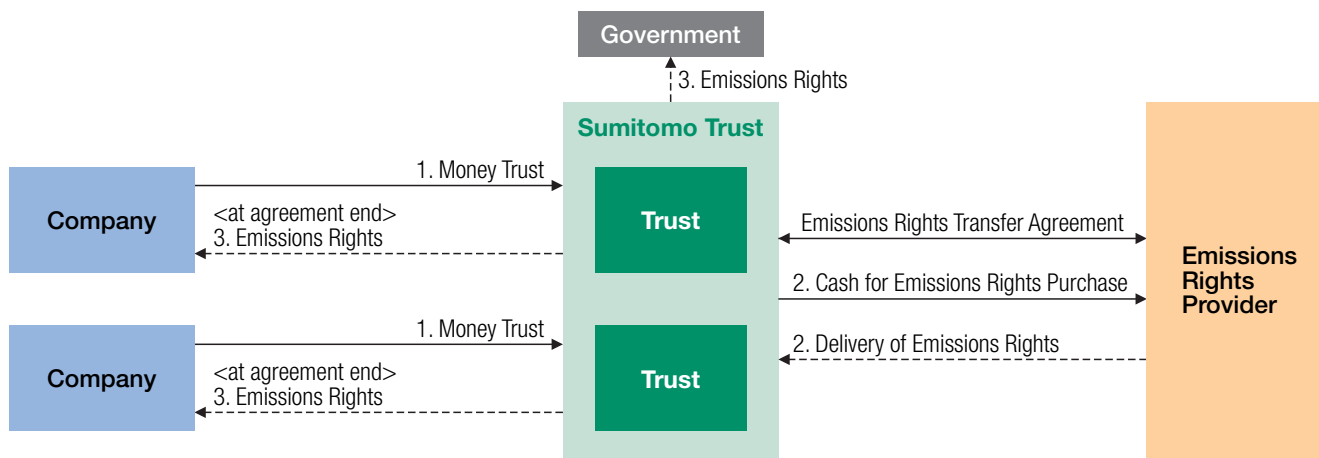 Government
3. Emissions Rights
Sumitomo Trust
1. Money Trust
Company
<at agreement end>
3. Emissions Rights
Trust
Emissions Rights Transfer Agreement
2. Cash for Emissions Rights Purchase
Emissions
Rights
Provider
1. Money Trust
Company
<at agreement end>
3. Emissions Rights
Trust
2. Delivery of Emissions Rights